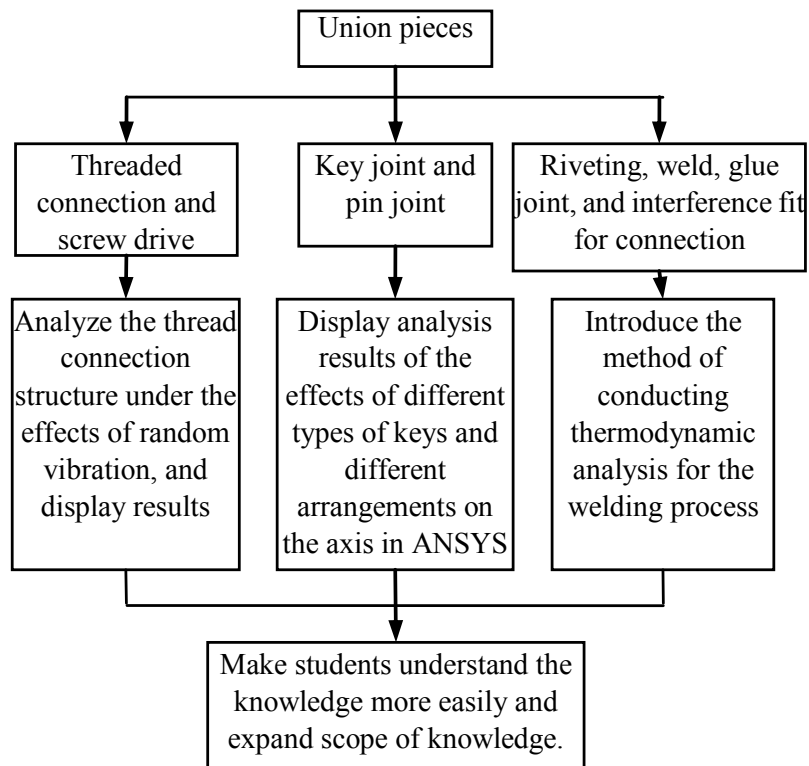 Union pieces
Threaded
connection and
screw drive
Key joint and
pin joint
Riveting, weld, glue
joint, and interference fit
for connection
Analyze the thread
connection
structure under the
effects of random
vibration, and
display results
Display analysis
results of the
effects of different
types of keys and
different
arrangements on
the axis in ANSYS
Introduce the
method of
conducting
thermodynamic
analysis for the
welding process
Make students understand the
knowledge more easily and
expand scope of knowledge.